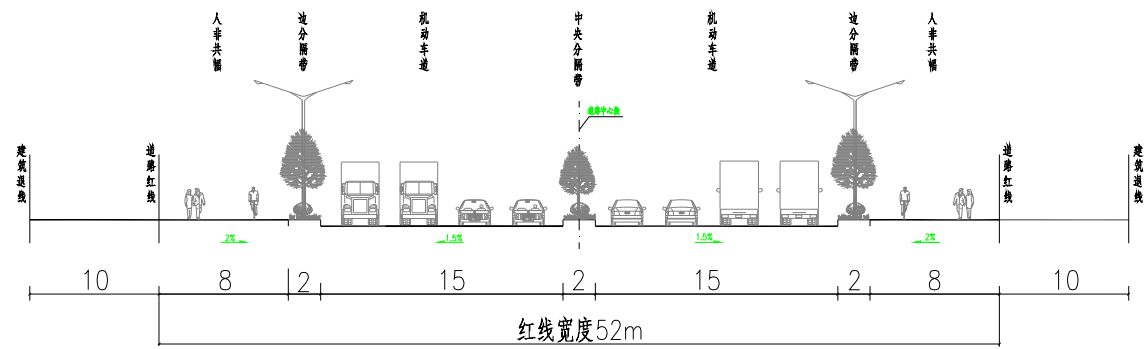 人非共幅
边分隔带
机动车道
中央分隔带
机动车道
边分隔带
人非共幅
道路中心线
建筑退线
道路红线
道路红线
建筑退线
2%
1.5%
1.5%
2%
10
8
2
15
2
15
2
8
10
红线宽度52m